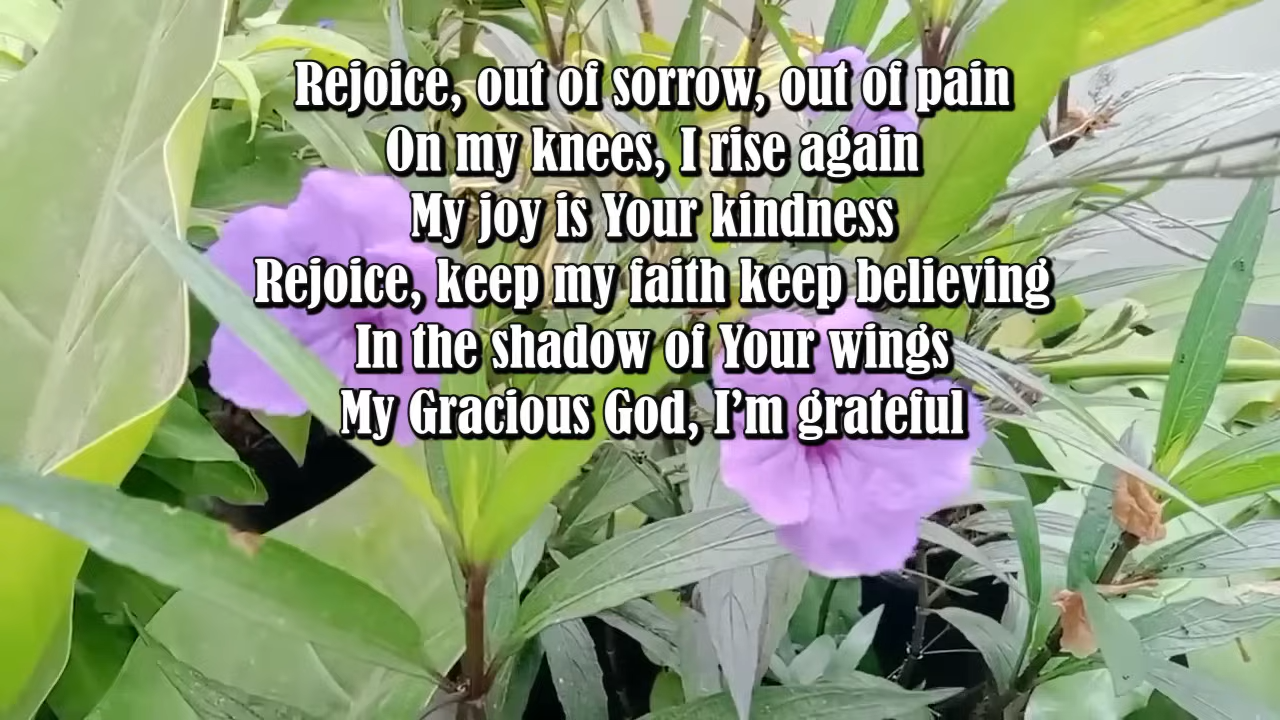 Rejoice, out of sorrow, out of pain
On my knees, I rise again
My joy is Your kindness
Rejoice, keep my faith keep believing
In the shadow of Your wings
My Gracious God, I’m grateful